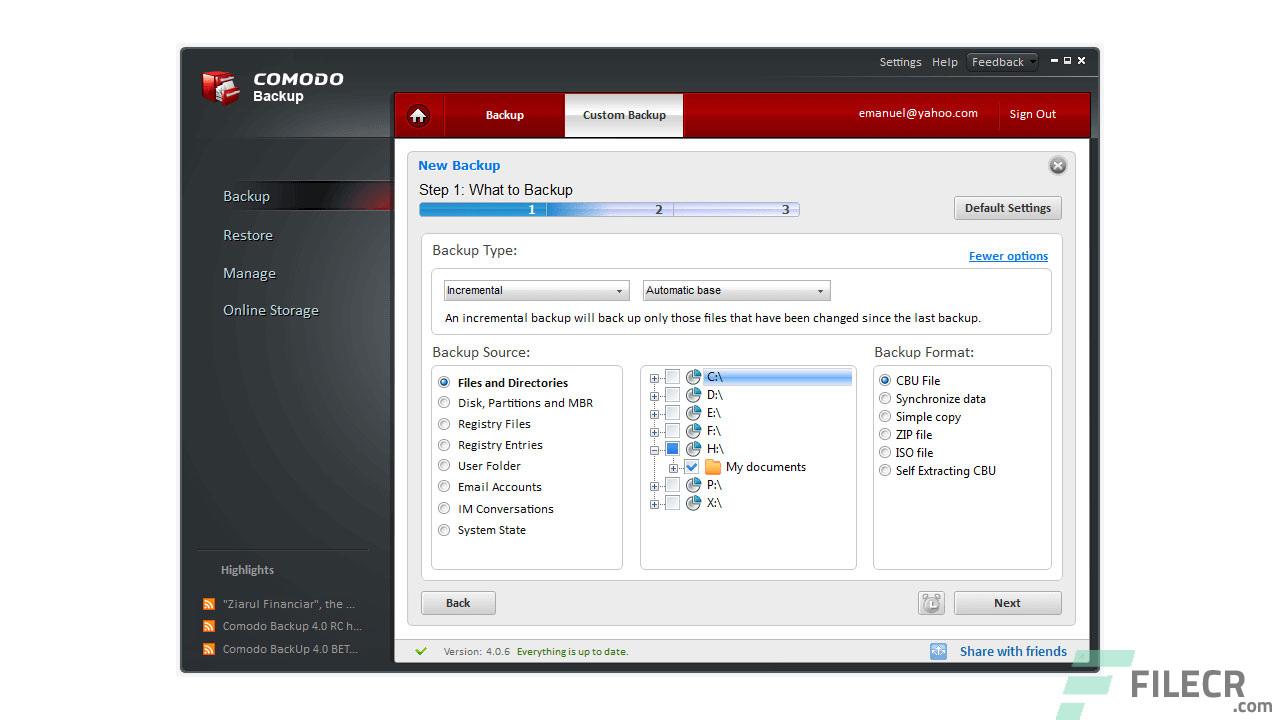 COMODO
Backup
Settings Help Feedback
Backup Custom Backup emanuel@yahoo.com Sign Out
Backup
Restore
Manage
Online Storage
Highlights
"Ziarul Financiar", the ...
Comodo Backup 4.0 RC h...
Comodo BackUp 4.0 BET...
New Backup
Step 1: What to Backup
1 2 3
Default Settings
Backup Type:
Fewer options
Incremental Automatic base
An incremental backup will back up only those files that have been changed since the last backup.
Backup Source:
Files and Directories
Disk, Partitions and MBR
Registry Files
Registry Entries
User Folder
Email Accounts
IM Conversations
System State
C:\
D:\
E:\
F:\
H:\
My documents
P:\
X:\
Backup Format:
CBU File
Synchronize data
Simple copy
ZIP file
ISO file
Self Extracting CBU
Back Next
Version: 4.0.6 Everything is up to date.
Share with friends
FILECR
.com